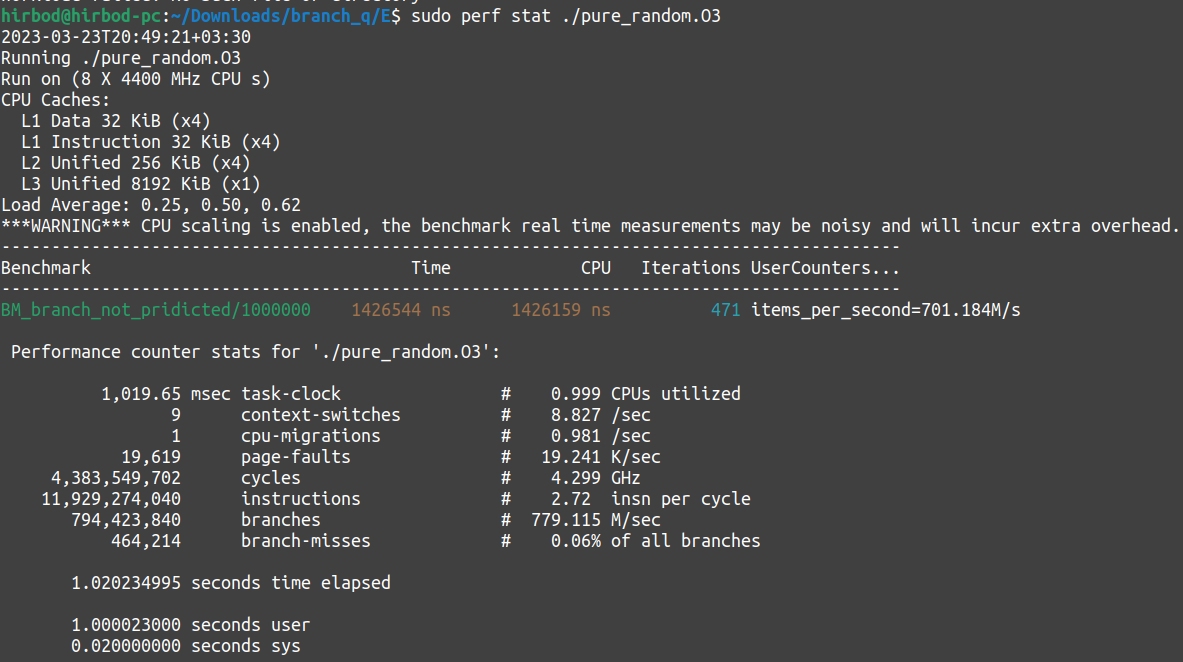 hirbod@hirbod-pc:~/Downloads/branch_q/E$ sudo perf stat ./pure_random.O3
2023-03-23T20:49:21+03:30
Running ./pure_random.O3
Run on (8 X 4400 MHz CPU s)
CPU Caches:
  L1 Data 32 KiB (x4)
  L1 Instruction 32 KiB (x4)
  L2 Unified 256 KiB (x4)
  L3 Unified 8192 KiB (x1)
Load Average: 0.25, 0.50, 0.62
***WARNING*** CPU scaling is enabled, the benchmark real time measurements may be noisy and will incur extra overhead.
------------------------------------------------------------------------------------------
Benchmark                                Time             CPU   Iterations UserCounters...
------------------------------------------------------------------------------------------
BM_branch_not_pridicted/1000000    1426544 ns      1426159 ns          471 items_per_second=701.184M/s
 Performance counter stats for './pure_random.O3':
          1,019.65 msec task-clock                #    0.999 CPUs utilized
                 9      context-switches          #    8.827 /sec
                 1      cpu-migrations            #    0.981 /sec
            19,619      page-faults               #   19.241 K/sec
     4,383,549,702      cycles                    #    4.299 GHz
    11,929,274,040      instructions              #    2.72  insn per cycle
       794,423,840      branches                  #  779.115 M/sec
           464,214      branch-misses             #    0.06% of all branches
       1.020234995 seconds time elapsed
       1.000023000 seconds user
       0.020000000 seconds sys